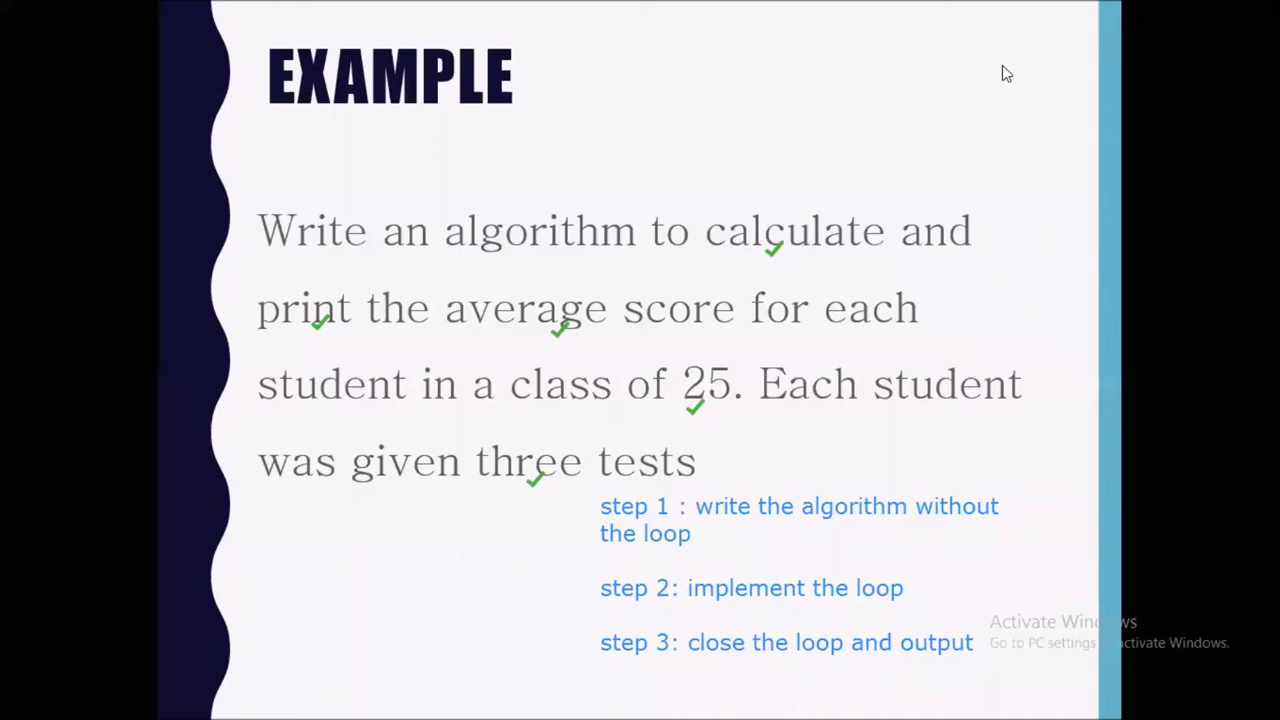 EXAMPLE
Write an algorithm to calculate and
print the average score for each
student in a class of 25. Each student
was given three tests
step 1 : write the algorithm without
the loop
step 2: implement the loop
step 3: close the loop and output
Activate Windows
Go to PC settings activate Windows.